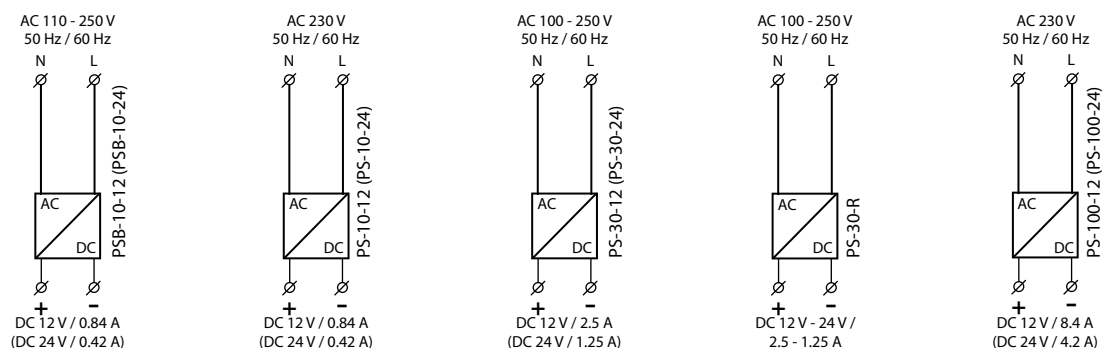 AC 110 - 250 V
50 Hz / 60 Hz
N L
AC
DC
PSB-10-12 (PSB-10-24)
+ -
DC 12 V / 0.84 A
(DC 24 V / 0.42 A)
AC 230 V
50 Hz / 60 Hz
N L
AC
DC
PS-10-12 (PS-10-24)
+ -
DC 12 V / 0.84 A
(DC 24 V / 0.42 A)
AC 100 - 250 V
50 Hz / 60 Hz
N L
AC
DC
PS-30-12 (PS-30-24)
+ -
DC 12 V / 2.5 A
(DC 24 V / 1.25 A)
AC 100 - 250 V
50 Hz / 60 Hz
N L
AC
DC
PS-30-R
+ -
DC 12 V - 24 V /
2.5 - 1.25 A
AC 230 V
50 Hz / 60 Hz
N L
AC
DC
PS-100-12 (PS-100-24)
+ -
DC 12 V / 8.4 A
(DC 24 V / 4.2 A)